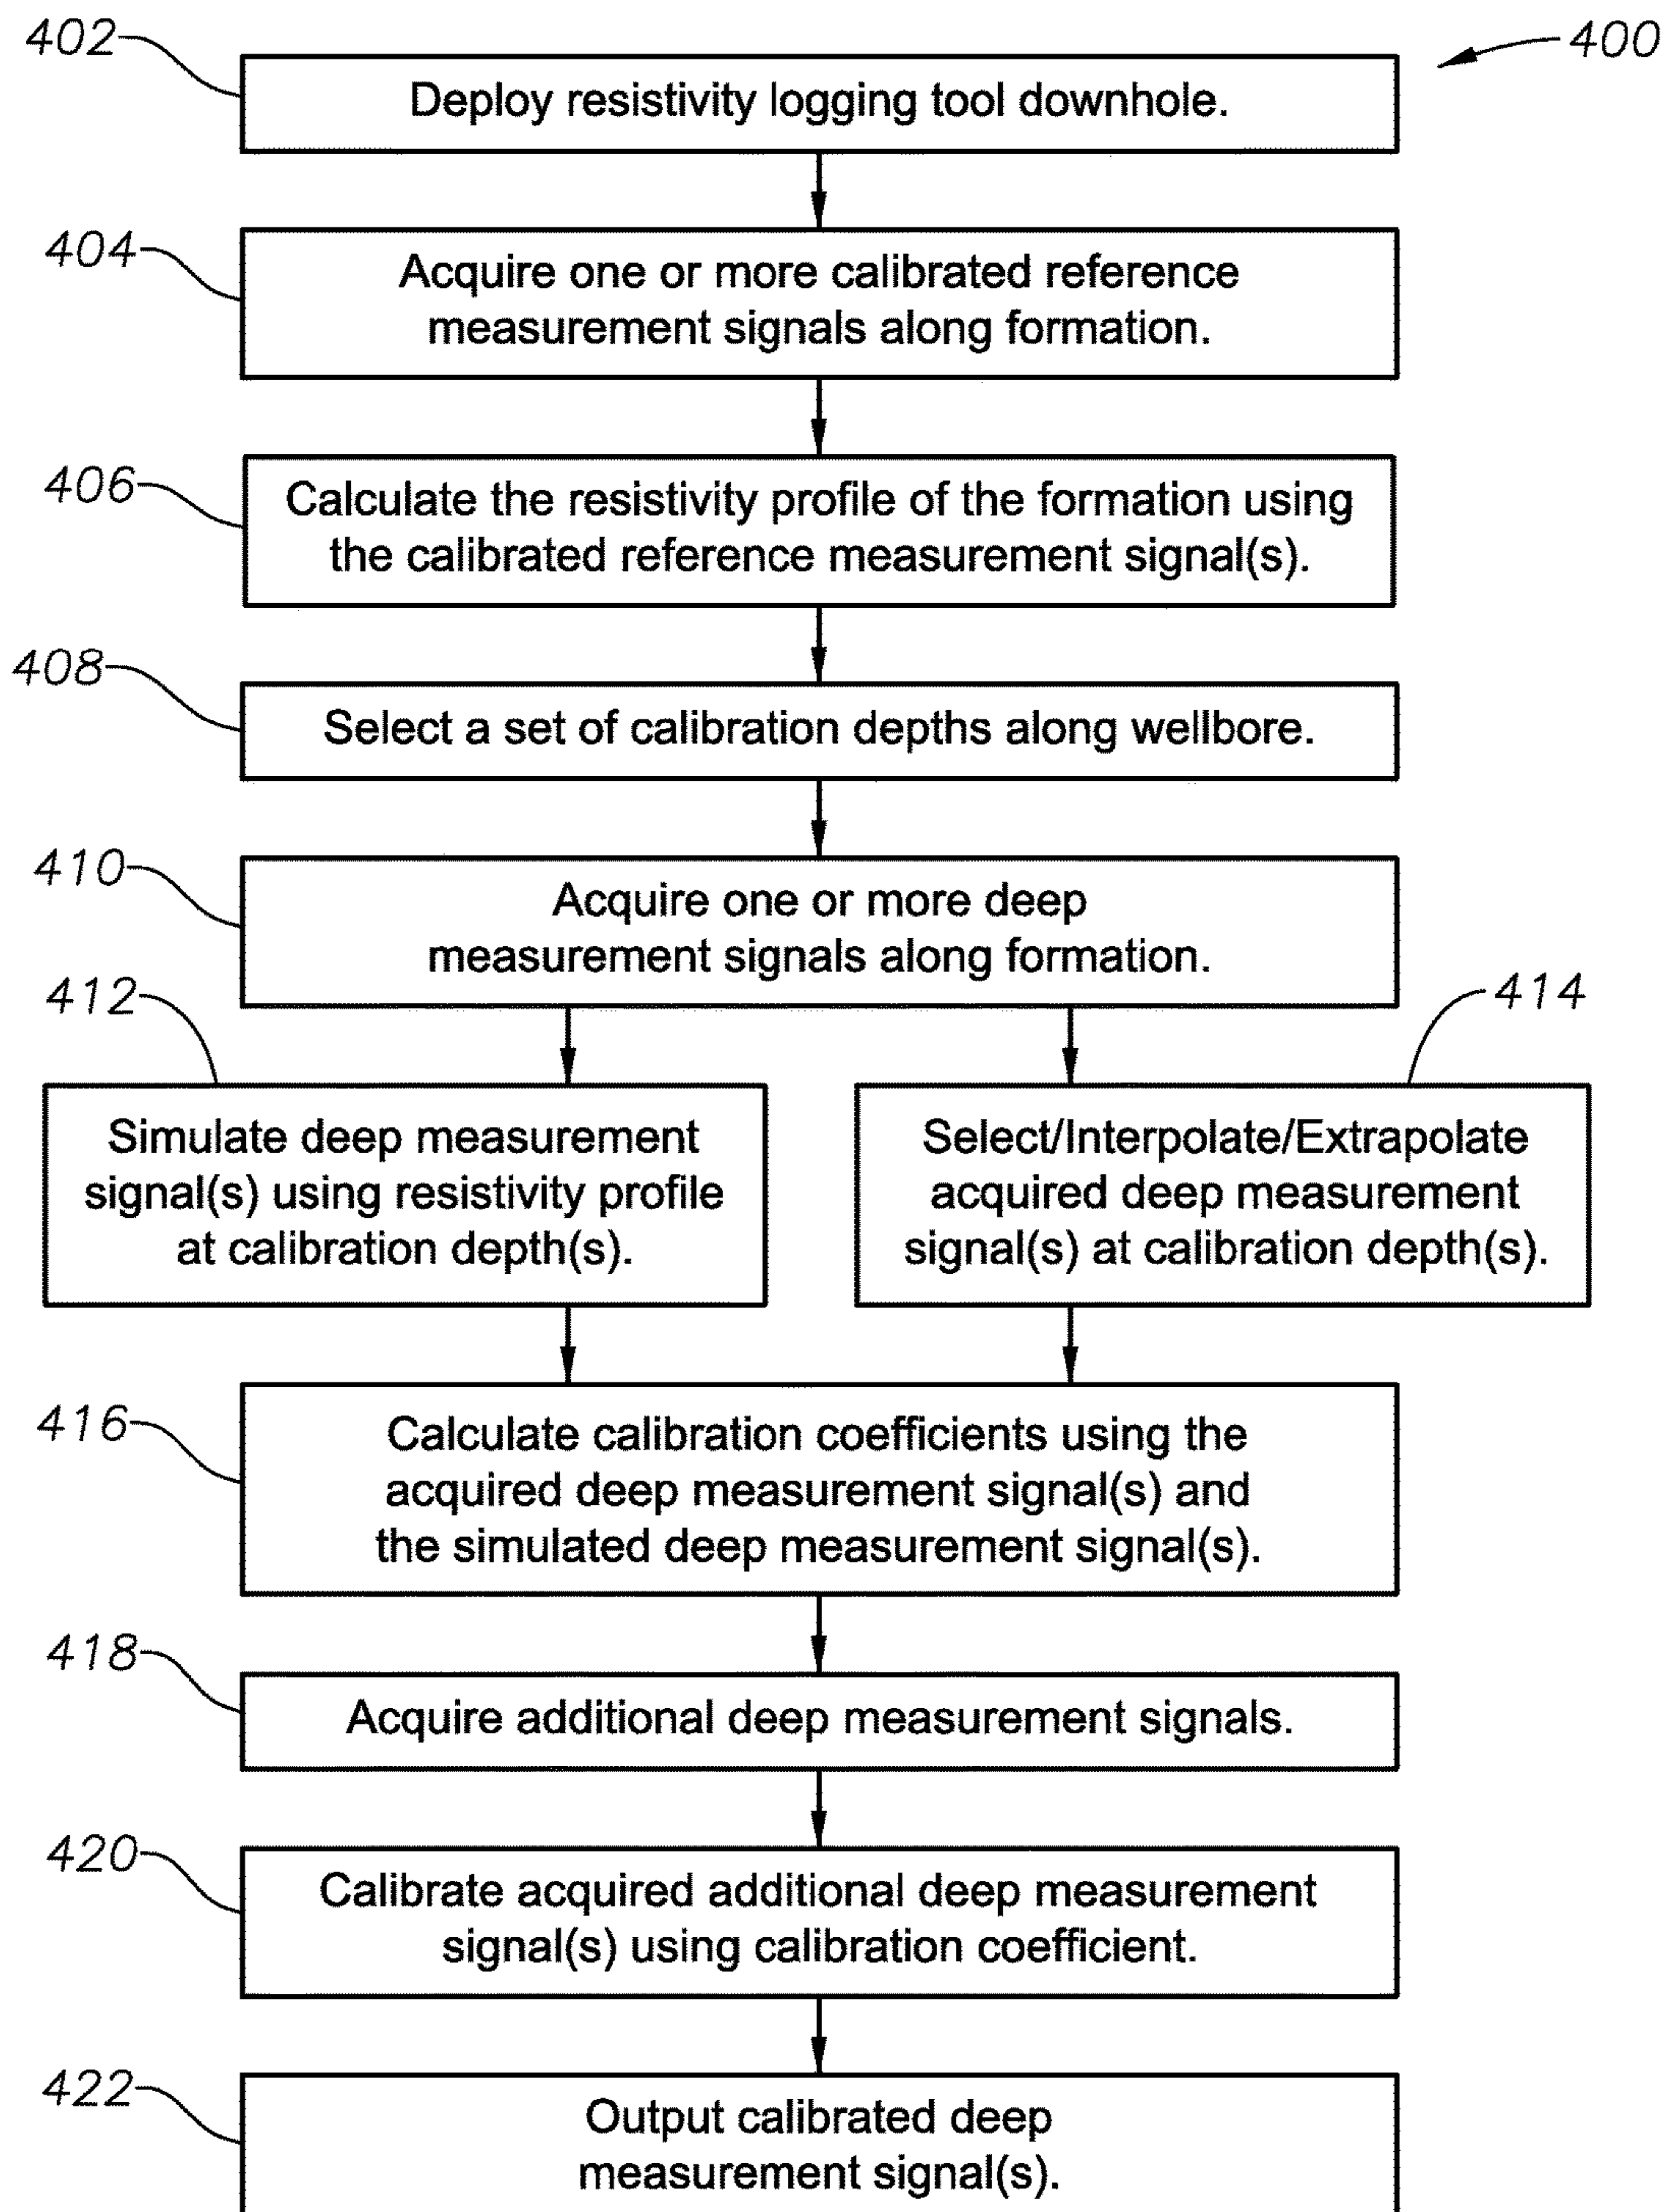 402
400
Deploy resistivity logging tool downhole.
404
Acquire one or more calibrated reference
measurement signals along formation.
406
Calculate the resistivity profile of the formation using
the calibrated reference measurement signal(s).
408
Select a set of calibration depths along wellbore.
410
Acquire one or more deep
measurement signals along formation.
412
414
Simulate deep measurement
signal(s) using resistivity profile
at calibration depth(s).
Select/Interpolate/Extrapolate
acquired deep measurement
signal(s) at calibration depth(s).
416
Calculate calibration coefficients using the
acquired deep measurement signal(s) and
the simulated deep measurement signal(s).
418
Acquire additional deep measurement signals.
420
Calibrate acquired additional deep measurement
signal(s) using calibration coefficient.
422
Output calibrated deep
measurement signal(s).